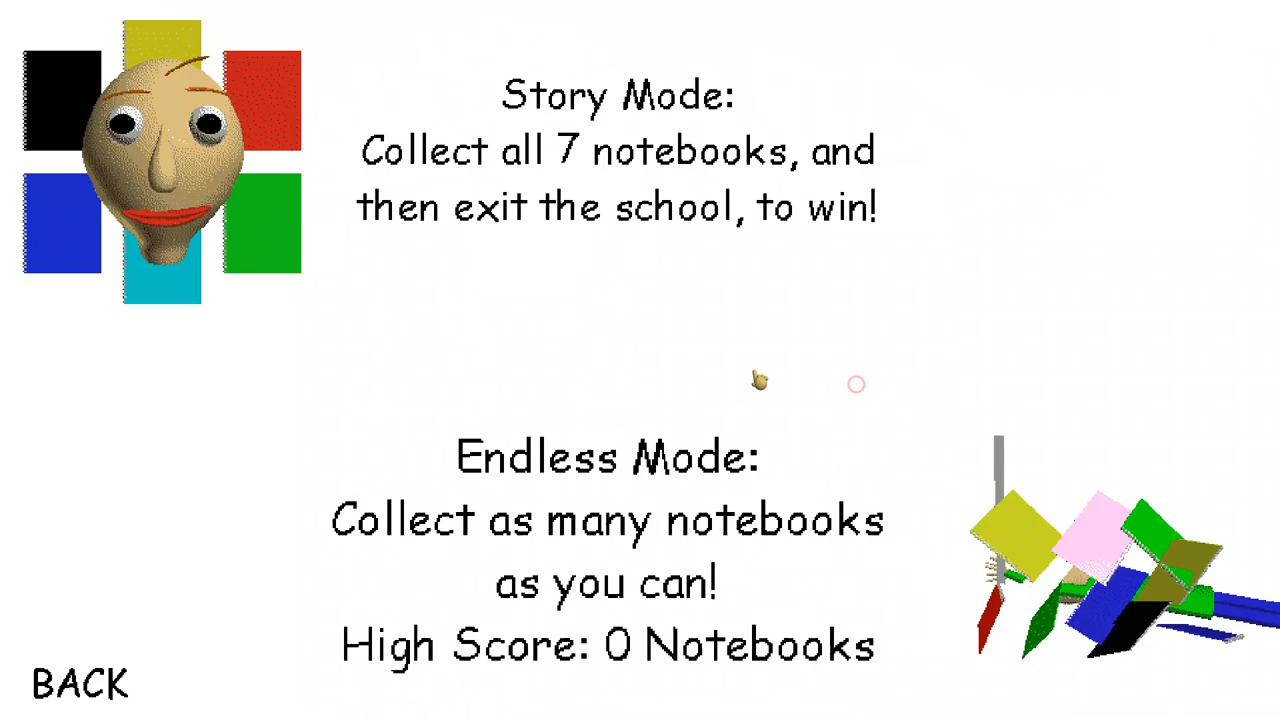 Story Mode:
Collect all 7 notebooks, and
then exit the school, to win!
Endless Mode:
Collect as many notebooks
as you can!
High Score: 0 Notebooks
BACK